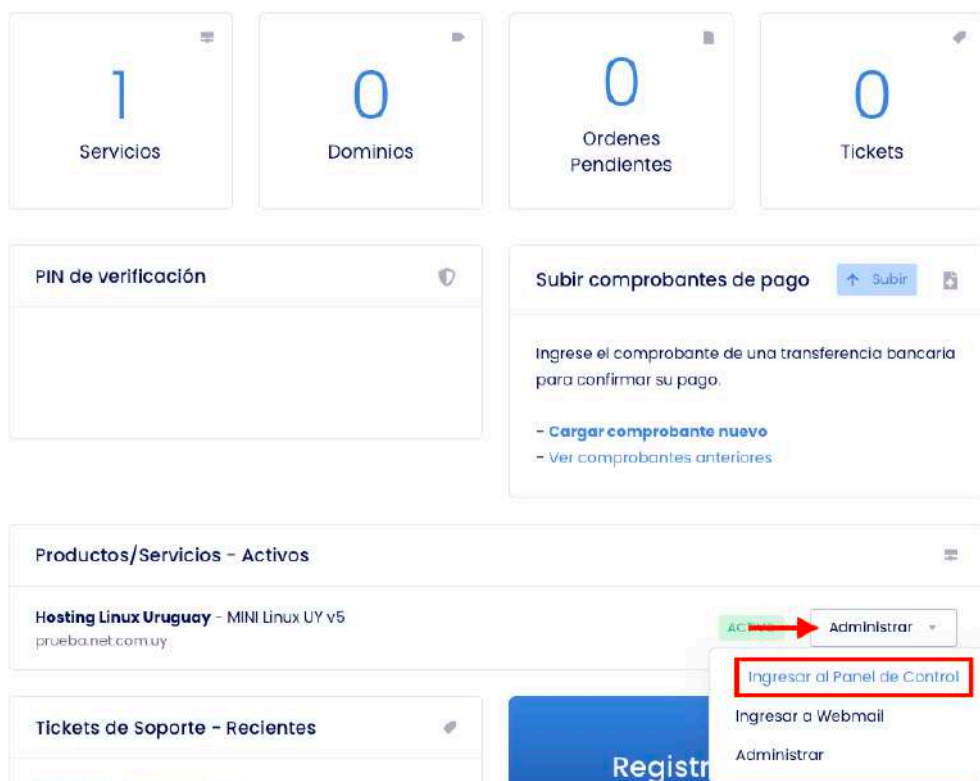 1
Servicios
0
Dominios
0
Ordenes
Pendientes
0
Tickets
PIN de verificación
Subir comprobantes de pago
Subir
Ingrese el comprobante de una transferencia bancaria
para confirmar su pago.
- Cargar comprobante nuevo
- Ver comprobantes anteriores
Productos/Servicios - Activos
Hosting Linux Uruguay - MINI Linux UY v5
prueba.net.com.uy
Administrar
Ingresar al Panel de Control
Ingresar a Webmail
Administrar
Tickets de Soporte - Recientes
Registr